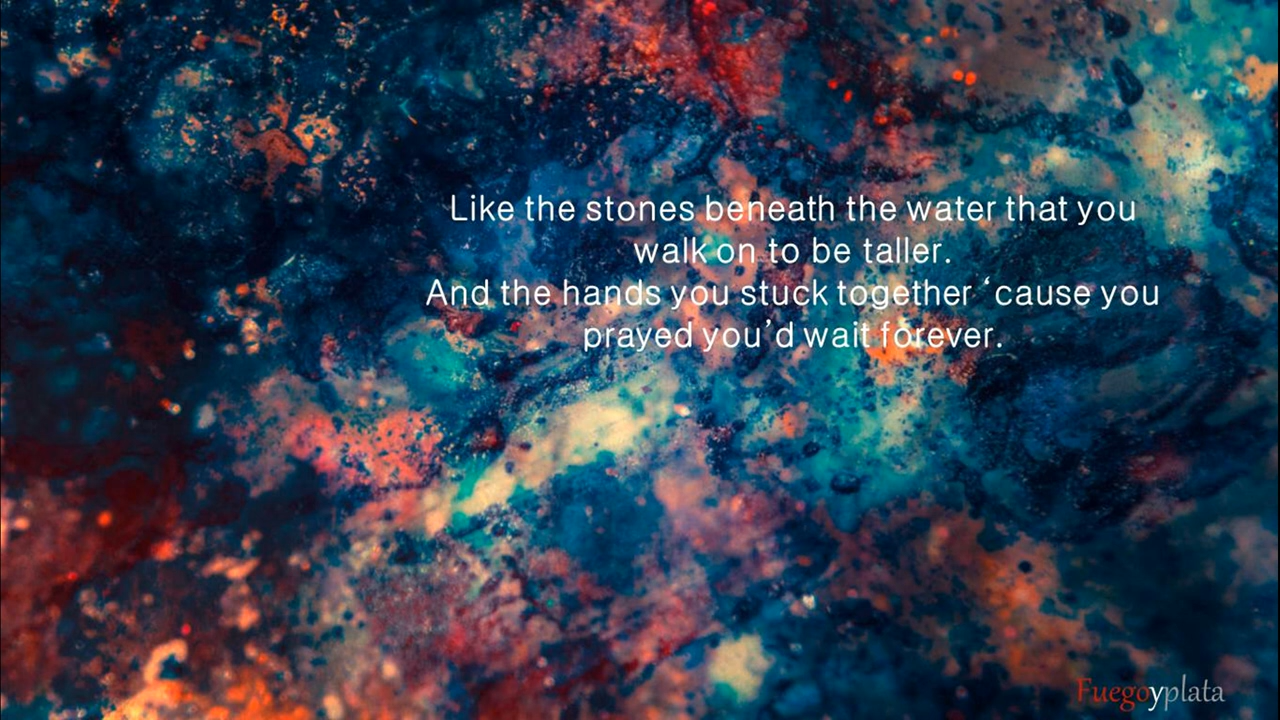 Like the stones beneath the water that you
walk on to be taller.
And the hands you stuck together ‘cause you
prayed you’d wait forever.
Fuegoyplata